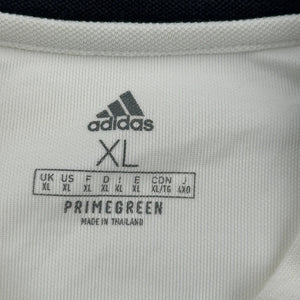 adidas
XL
UK US F D I E CON J
XL XL XL XL XL XL XL/TG 4XO
PRIMEGREEN
MADE IN THAILAND